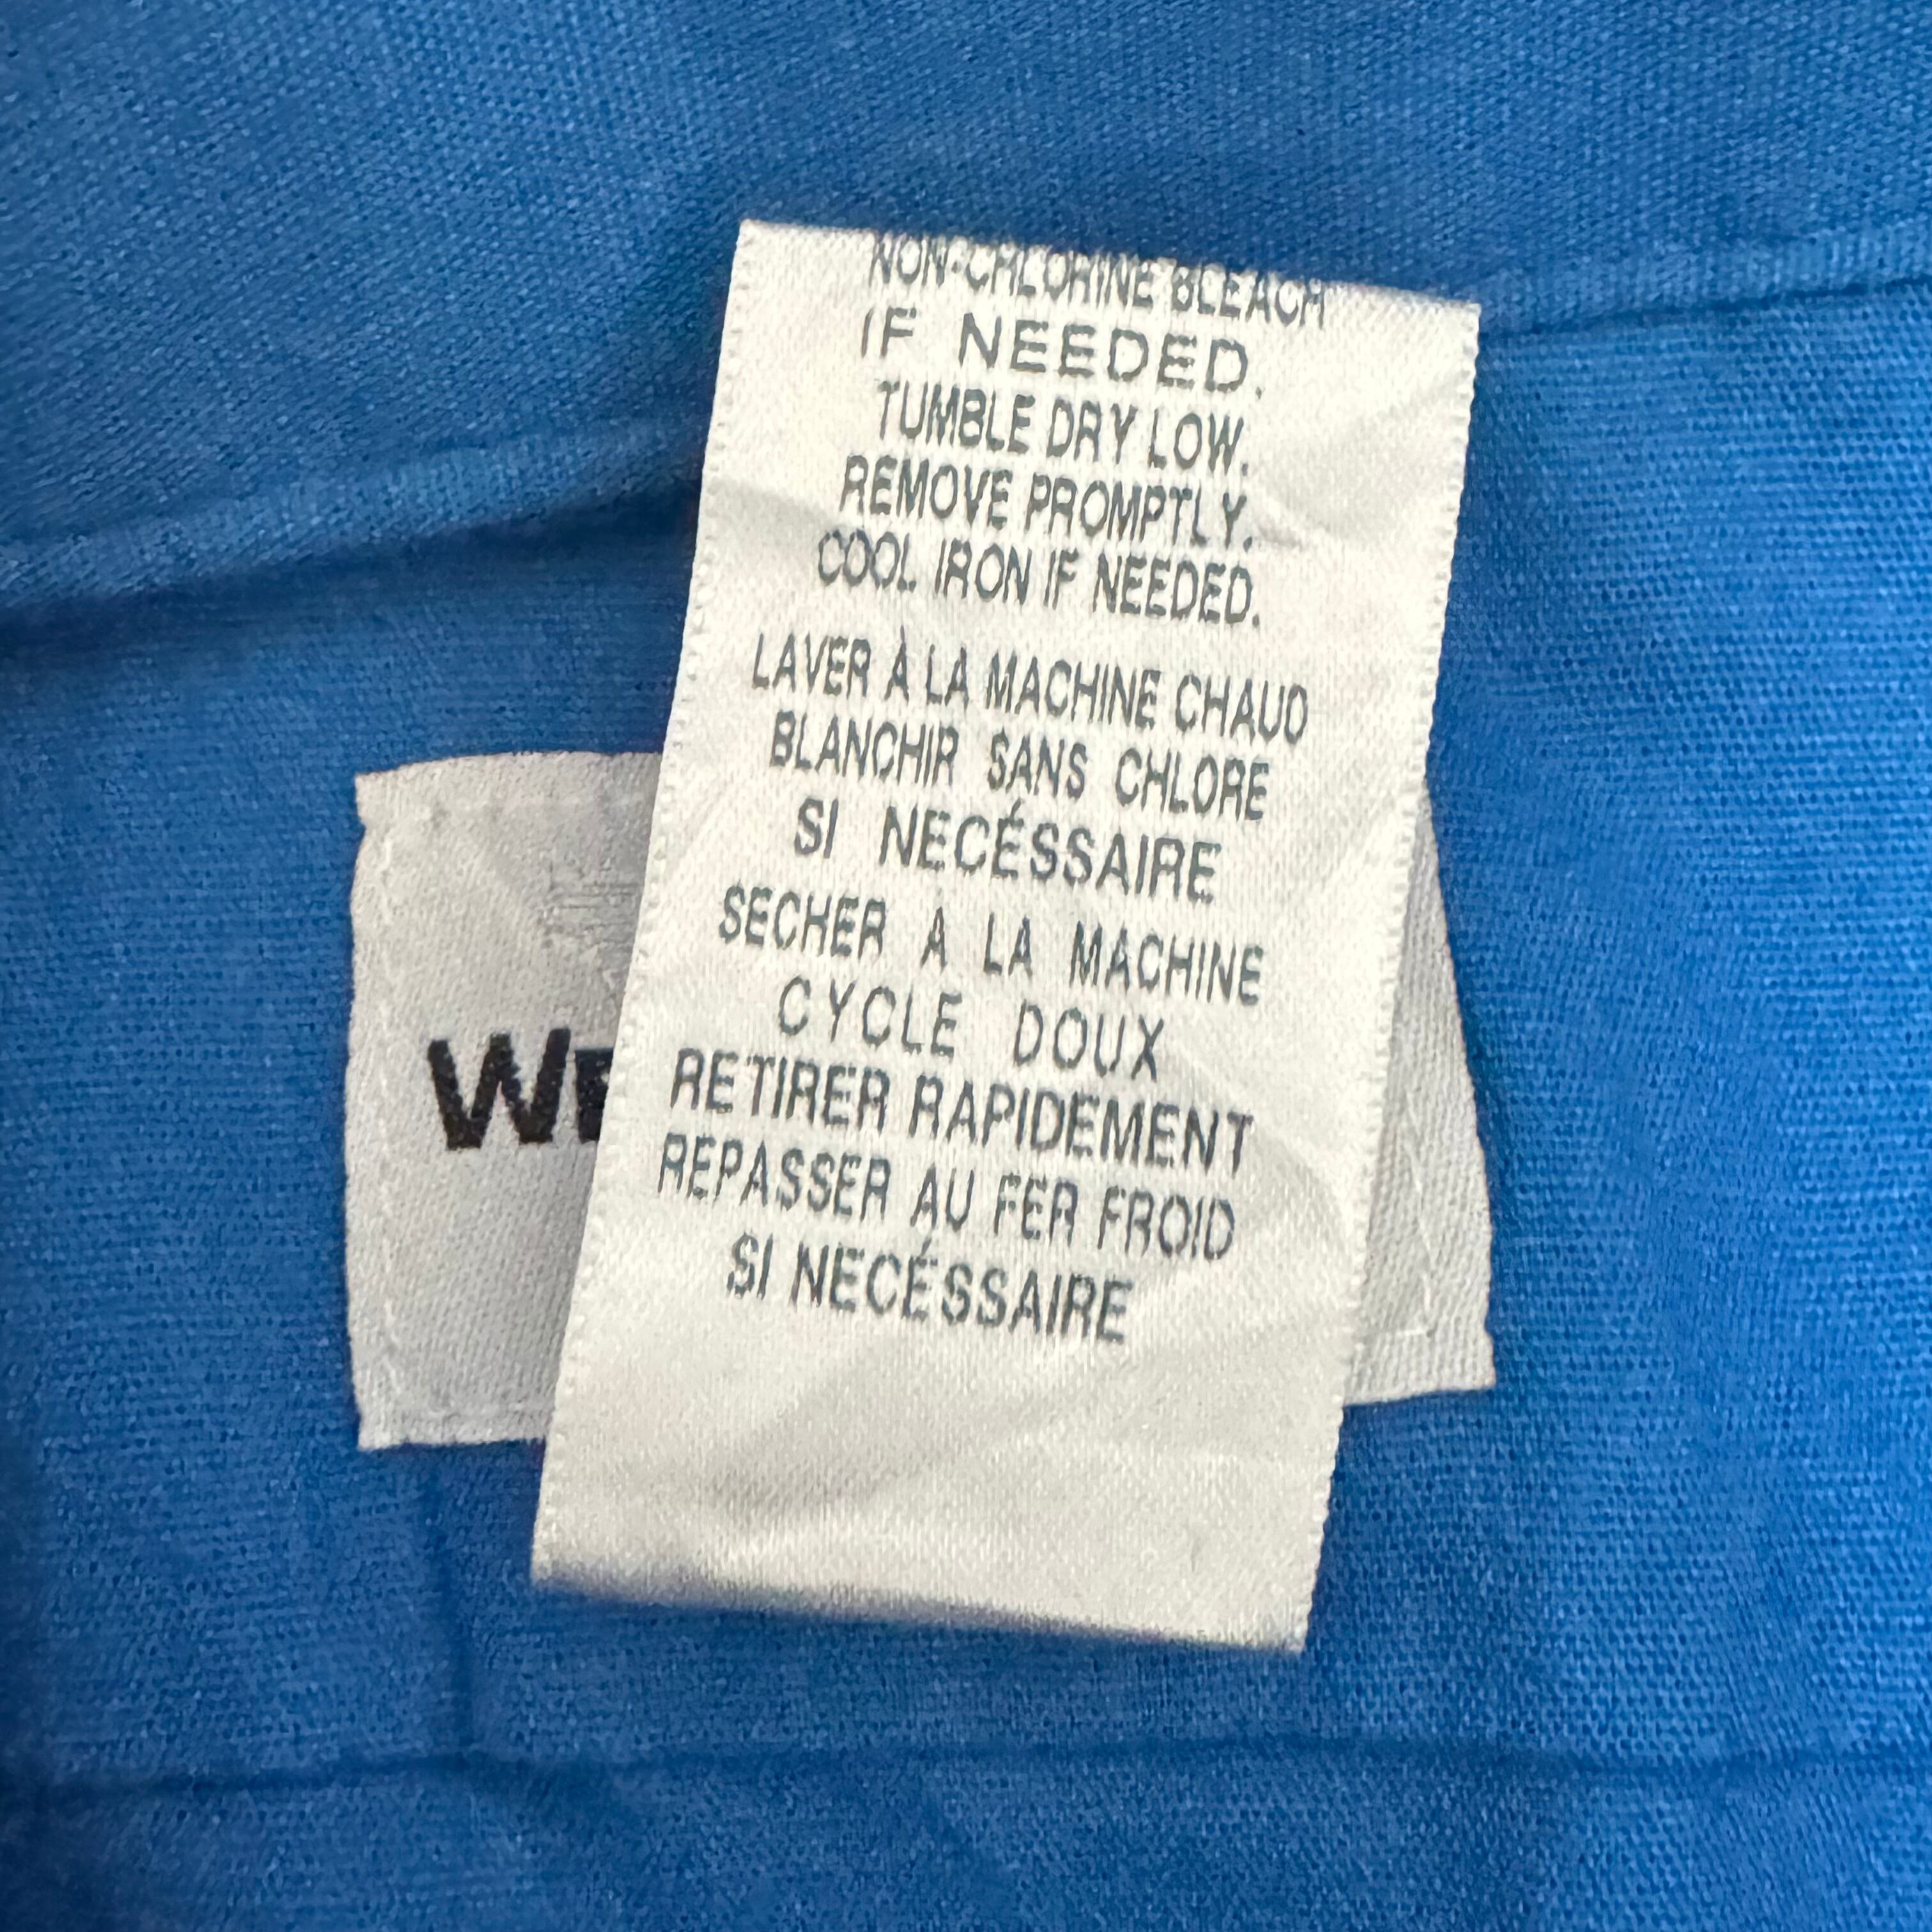 NON-CHLORINE BLEACH
IF NEEDED.
TUMBLE DRY LOW.
REMOVE PROMPTLY.
COOL IRON IF NEEDED.
LAVER À LA MACHINE CHAUD
BLANCHIR SANS CHLORE
SI NECÉSSAIRE
SECHER A LA MACHINE
CYCLE DOUX
RETIRER RAPIDEMENT
REPASSER AU FER FROID
SI NECÉSSAIRE